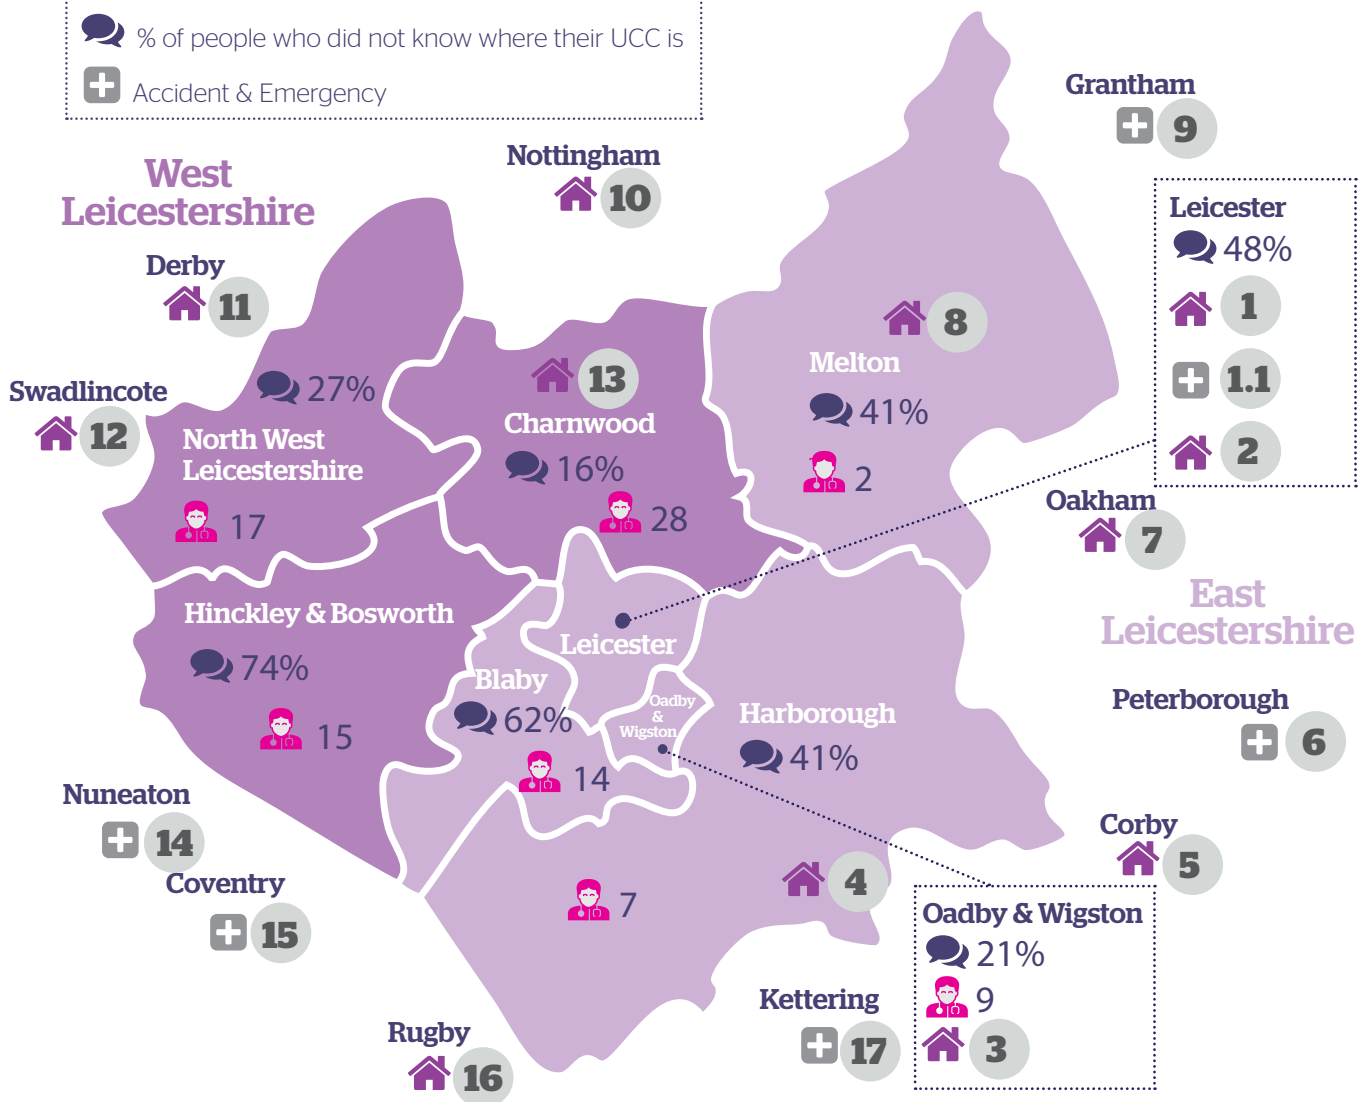 % of people who did not know where their UCC is
Accident & Emergency
West
Leicestershire
Nottingham
10
Grantham
9
Leicester
48%
1
1.1
2
Derby
11
Swadlincote
12
27%
North West
Leicestershire
17
13
Charnwood
16%
28
8
Melton
41%
2
Oakham
7
East
Leicestershire
Hinckley & Bosworth
74%
15
Leicester
Blaby
62%
14
Oadby
&
Wigston
Harborough
41%
7
4
Peterborough
6
Nuneaton
14
Coventry
15
Corby
5
Oadby & Wigston
21%
9
3
Kettering
17
Rugby
16